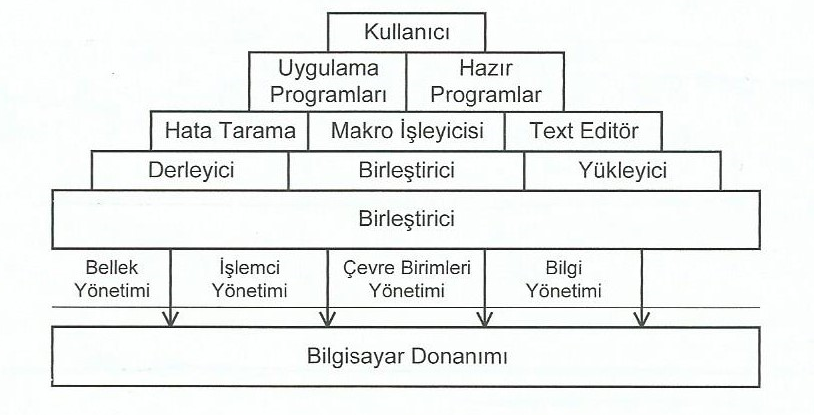 Kullanıcı
Uygulama Programları
Hazır Programlar
Hata Tarama
Makro İşleyicisi
Text Editör
Derleyici
Birleştirici
Yükleyici
Birleştirici
Bellek Yönetimi
İşlemci Yönetimi
Çevre Birimleri Yönetimi
Bilgi Yönetimi
Bilgisayar Donanımı